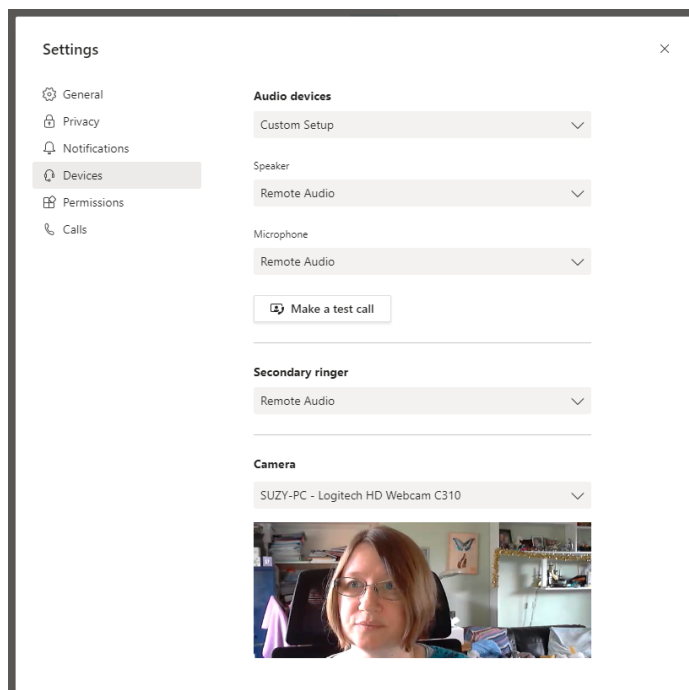 Settings
General
Privacy
Notifications
Devices
Permissions
Calls
Audio devices
Custom Setup
Speaker
Remote Audio
Microphone
Remote Audio
Make a test call
Secondary ringer
Remote Audio
Camera
SUZY-PC - Logitech HD Webcam C310